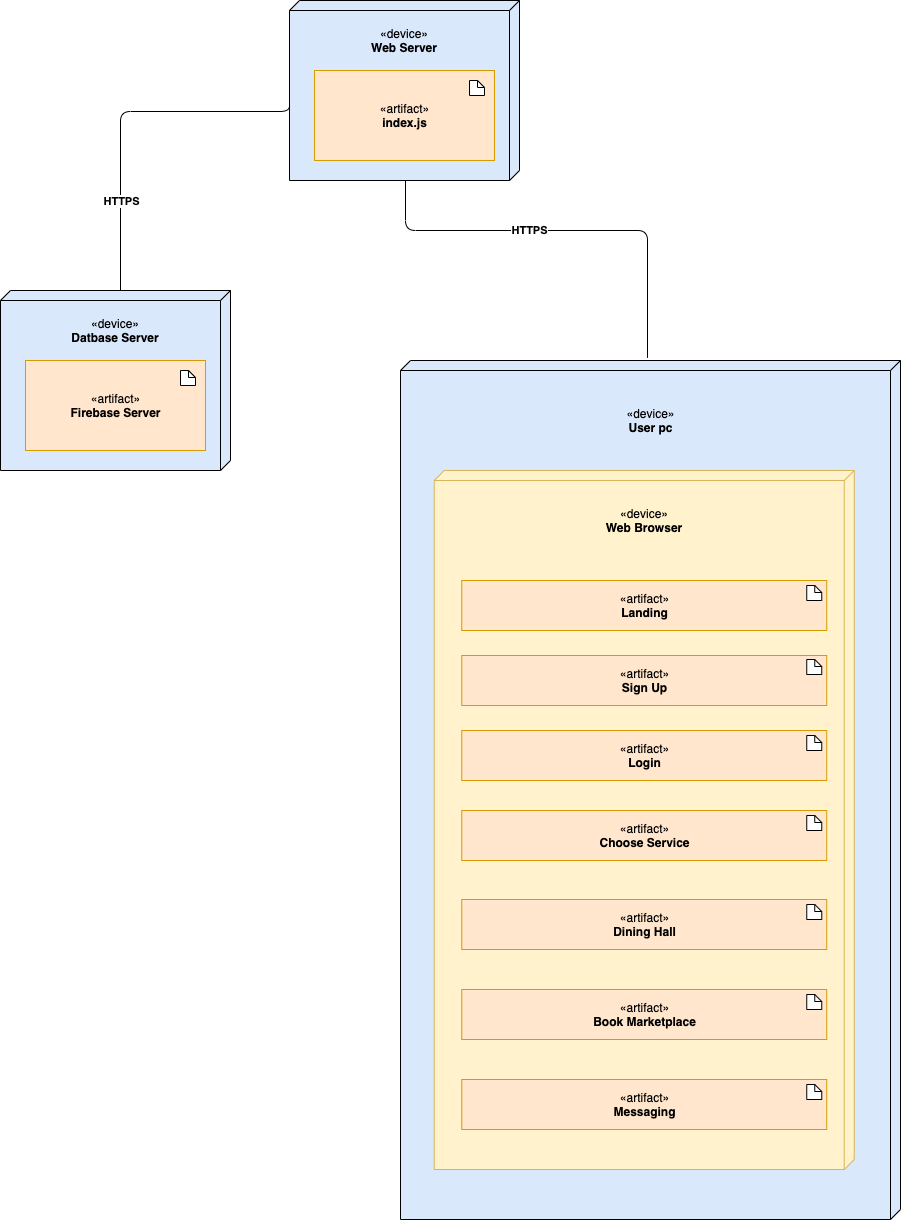 «device»
Web Server
«artifact»
index.js
HTTPS
HTTPS
«device»
Datbase Server
«artifact»
Firebase Server
«device»
User pc
«device»
Web Browser
«artifact»
Landing
«artifact»
Sign Up
«artifact»
Login
«artifact»
Choose Service
«artifact»
Dining Hall
«artifact»
Book Marketplace
«artifact»
Messaging